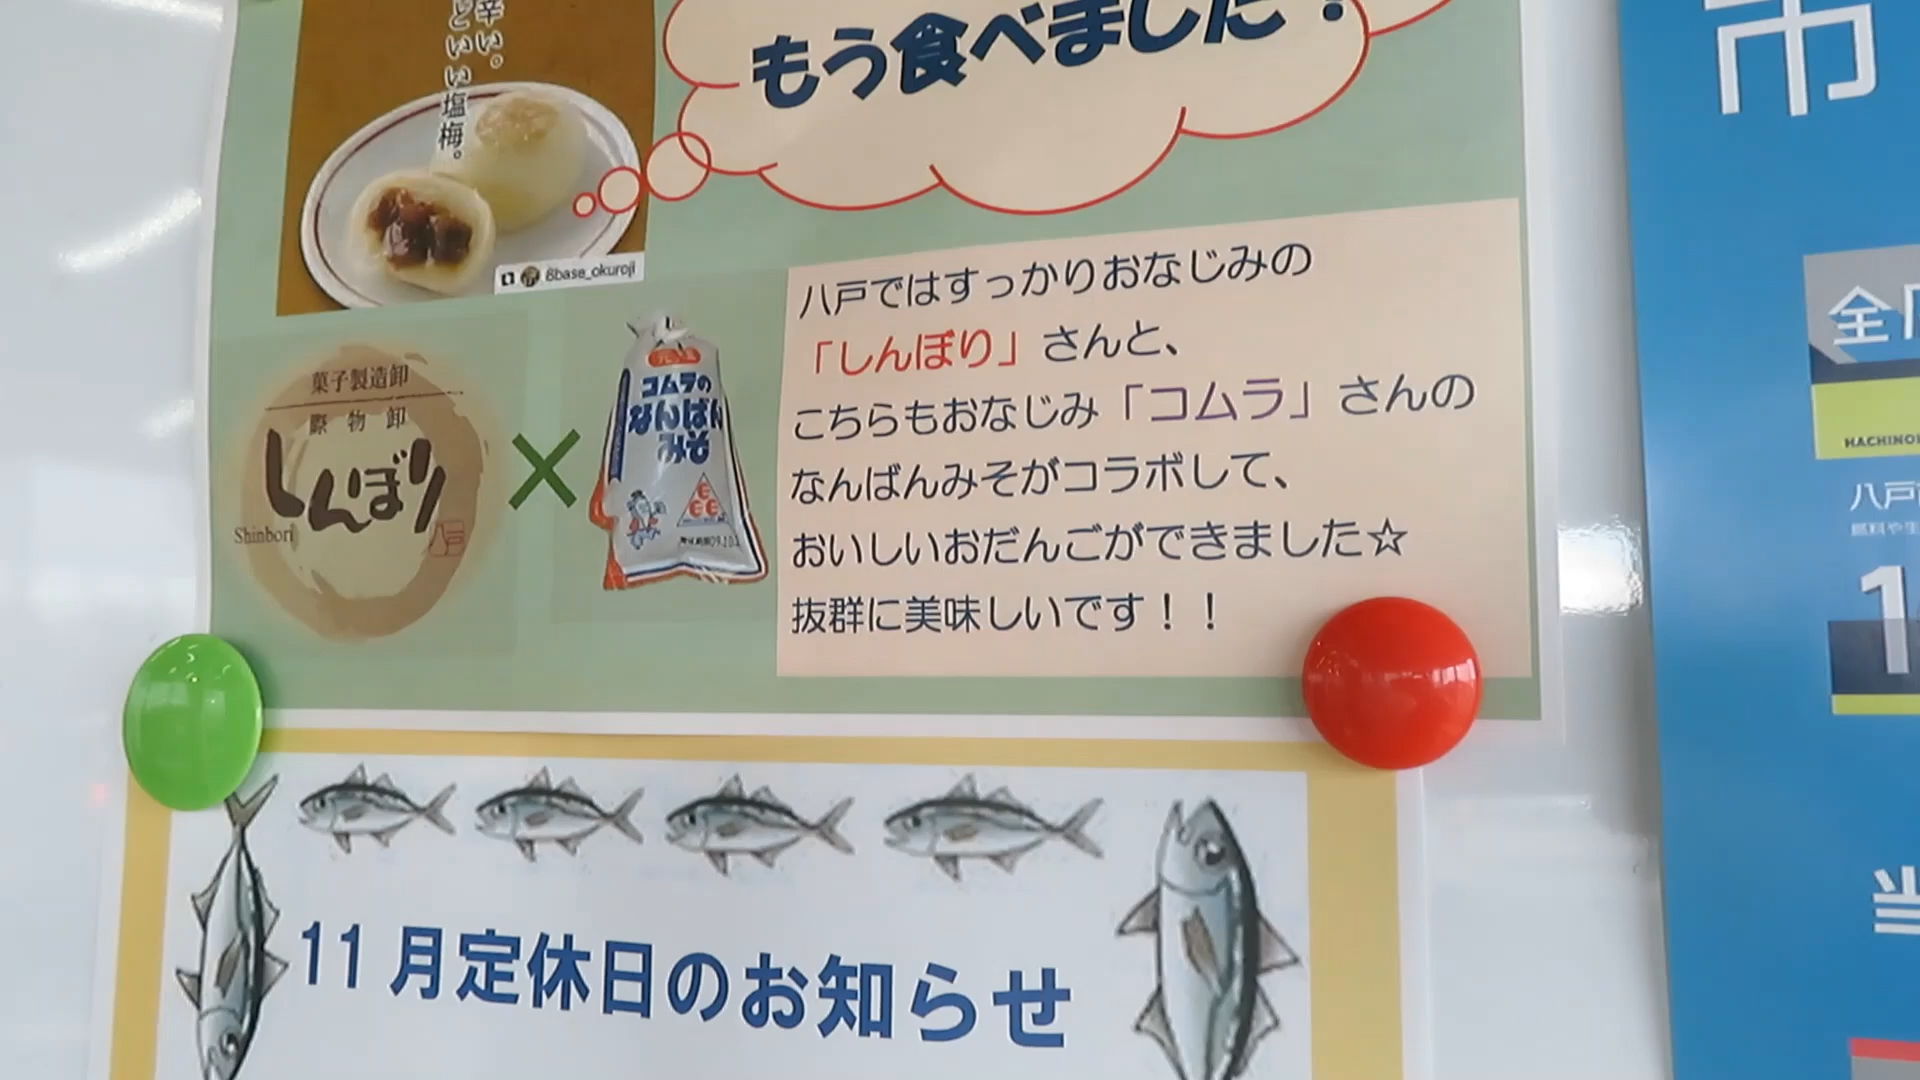 辛い。
どいい塩梅。
もう食べました!
8base_okuroji
八戸ではすっかりおなじみの
「しんぼり」さんと、
こちらもおなじみ「コムラ」さんの
なんばんみそがコラボして、
おいしいおだんごができました☆
抜群に美味しいです!!
菓子製造卸
際物卸
しんぼり
Shinbori
八戸
×
コムラの
なんばん
みそ
11月定休日のお知らせ
市
全
八戸
1
当